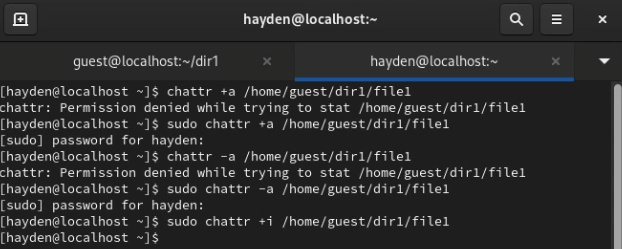 hayden@localhost:~
guest@localhost:~/dir1
hayden@localhost:~
[hayden@localhost ~]$ chattr +a /home/guest/dir1/file1
chattr: Permission denied while trying to stat /home/guest/dir1/file1
[hayden@localhost ~]$ sudo chattr +a /home/guest/dir1/file1
[sudo] password for hayden:
[hayden@localhost ~]$ chattr -a /home/guest/dir1/file1
chattr: Permission denied while trying to stat /home/guest/dir1/file1
[hayden@localhost ~]$ sudo chattr -a /home/guest/dir1/file1
[sudo] password for hayden:
[hayden@localhost ~]$ sudo chattr +i /home/guest/dir1/file1
[hayden@localhost ~]$